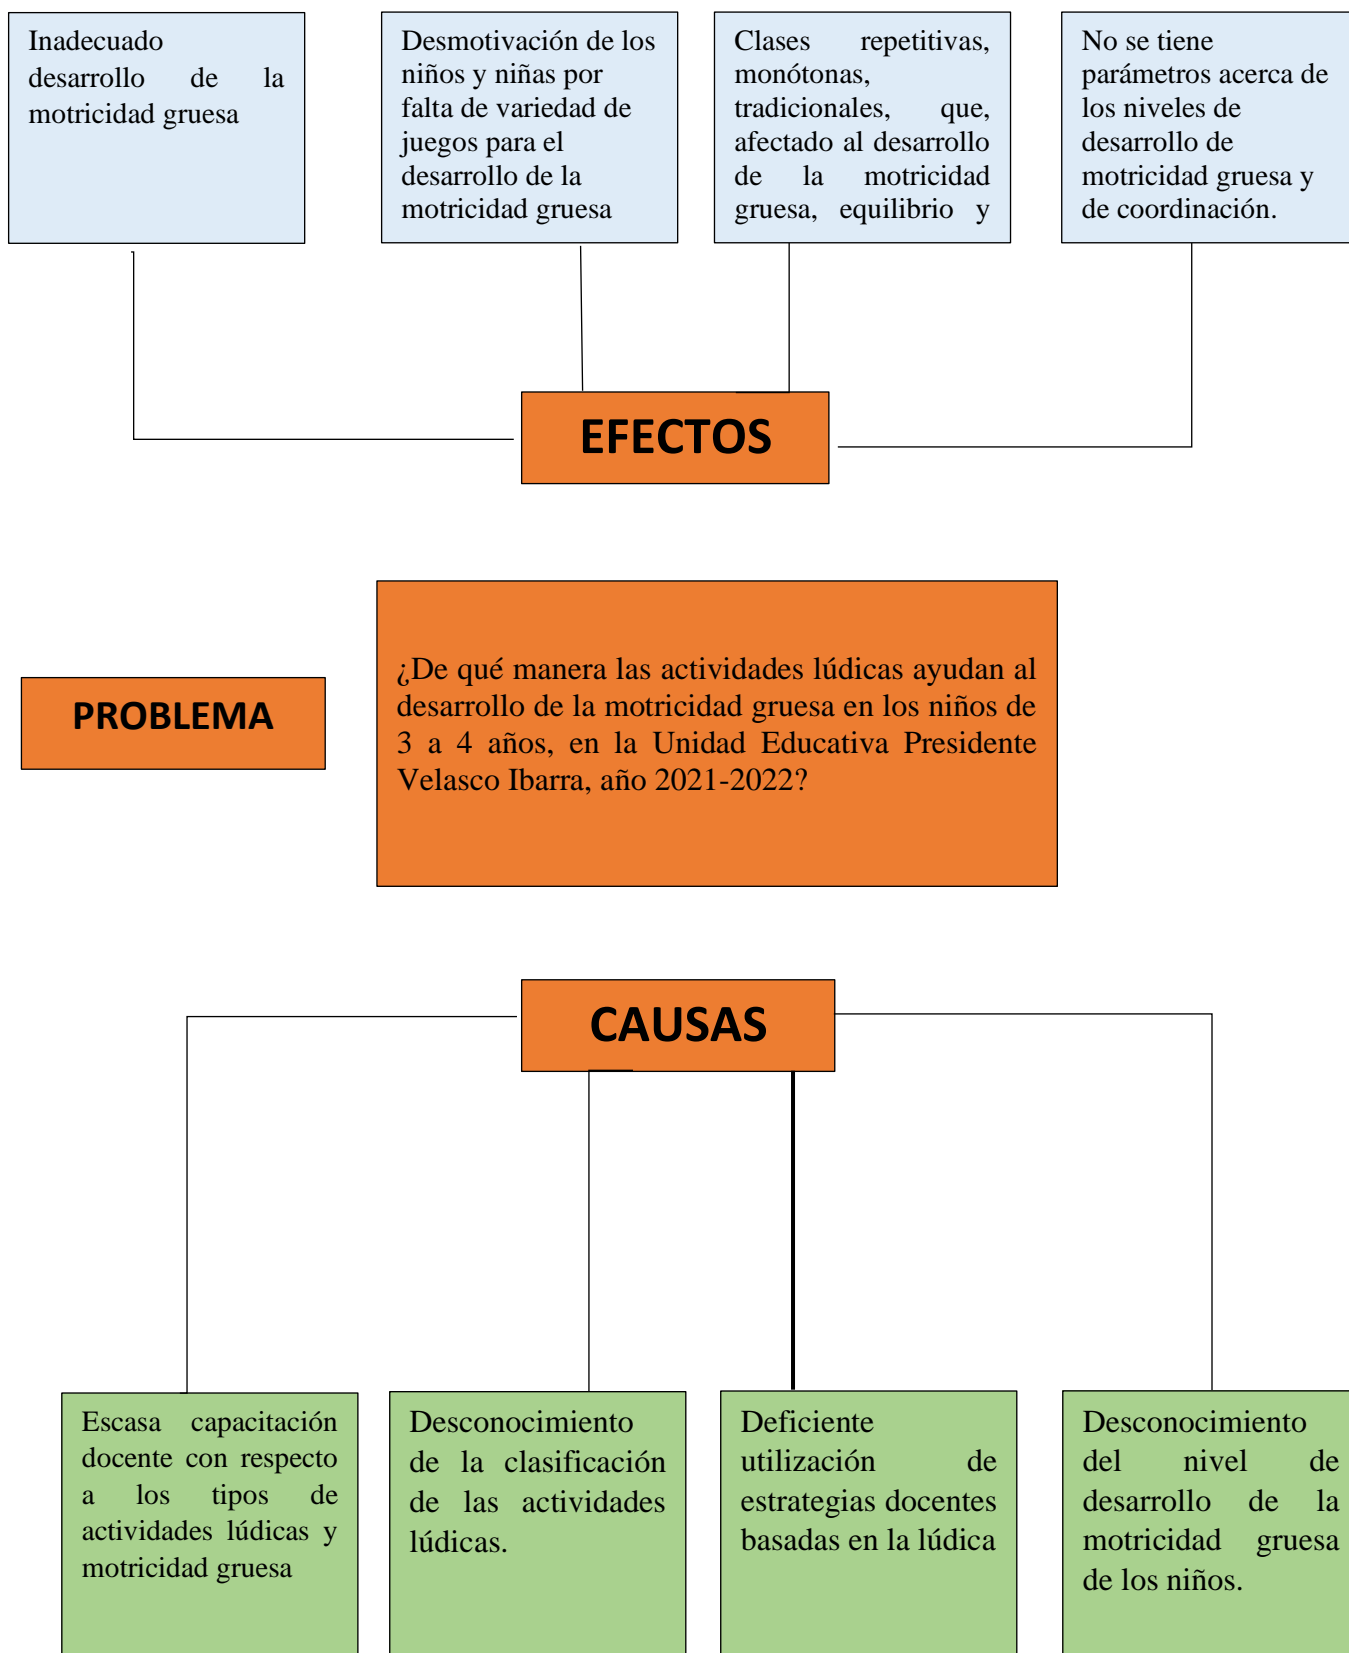 Inadecuado
desarrollo de la
motricidad gruesa
Desmotivación de los
niños y niñas por
falta de variedad de
juegos para el
desarrollo de la
motricidad gruesa
Clases repetitivas,
monótonas,
tradicionales, que,
afectado al desarrollo
de la motricidad
gruesa, equilibrio y
No se tiene
parámetros acerca de
los niveles de
desarrollo de
motricidad gruesa y
de coordinación.
EFECTOS
PROBLEMA
¿De qué manera las actividades lúdicas ayudan al
desarrollo de la motricidad gruesa en los niños de
3 a 4 años, en la Unidad Educativa Presidente
Velasco Ibarra, año 2021-2022?
CAUSAS
Escasa capacitación
docente con respecto
a los tipos de
actividades lúdicas y
motricidad gruesa
Desconocimiento
de la clasificación
de las actividades
lúdicas.
Deficiente
utilización de
estrategias docentes
basadas en la lúdica
Desconocimiento
del nivel de
desarrollo de la
motricidad gruesa
de los niños.